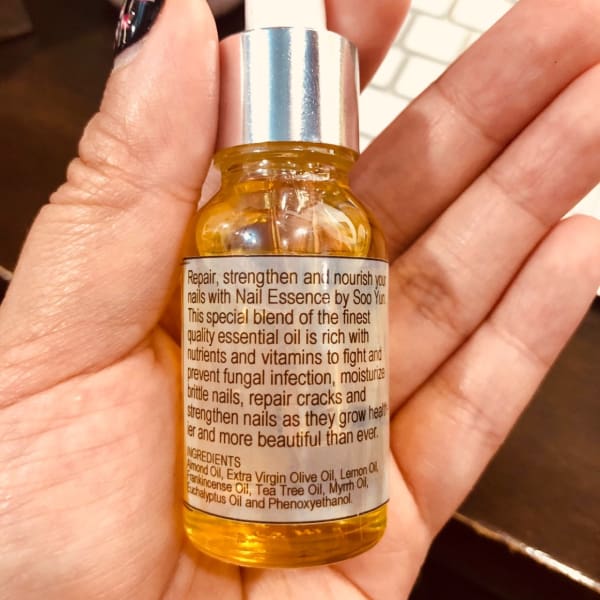 Repair, strengthen and nourish your
nails with Nail Essence by Soo Yun.
This special blend of the finest
quality essential oil is rich with
nutrients and vitamins to fight and
prevent fungal infection, moisturize
brittle nails, repair cracks and
strengthen nails as they grow health-
ier and more beautiful than ever.
INGREDIENTS
Almond Oil, Extra Virgin Olive Oil, Lemon Oil,
Frankincense Oil, Tea Tree Oil, Myrrh Oil,
Euchalyptus Oil and Phenoxyethanol.